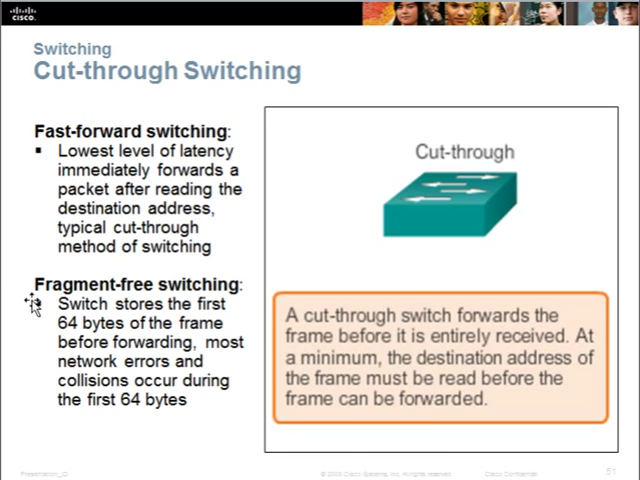 CISCO.
Switching
Cut-through Switching
Fast-forward switching:
▪ Lowest level of latency
immediately forwards a
packet after reading the
destination address,
typical cut-through
method of switching
Fragment-free switching:
Switch stores the first
64 bytes of the frame
before forwarding, most
network errors and
collisions occur during
the first 64 bytes
Cut-through
A cut-through switch forwards the
frame before it is entirely received. At
a minimum, the destination address of
the frame must be read before the
frame can be forwarded.
Presentation_ID
© 2008 Cisco Systems, Inc. All rights reserved.
Cisco Confidential
51